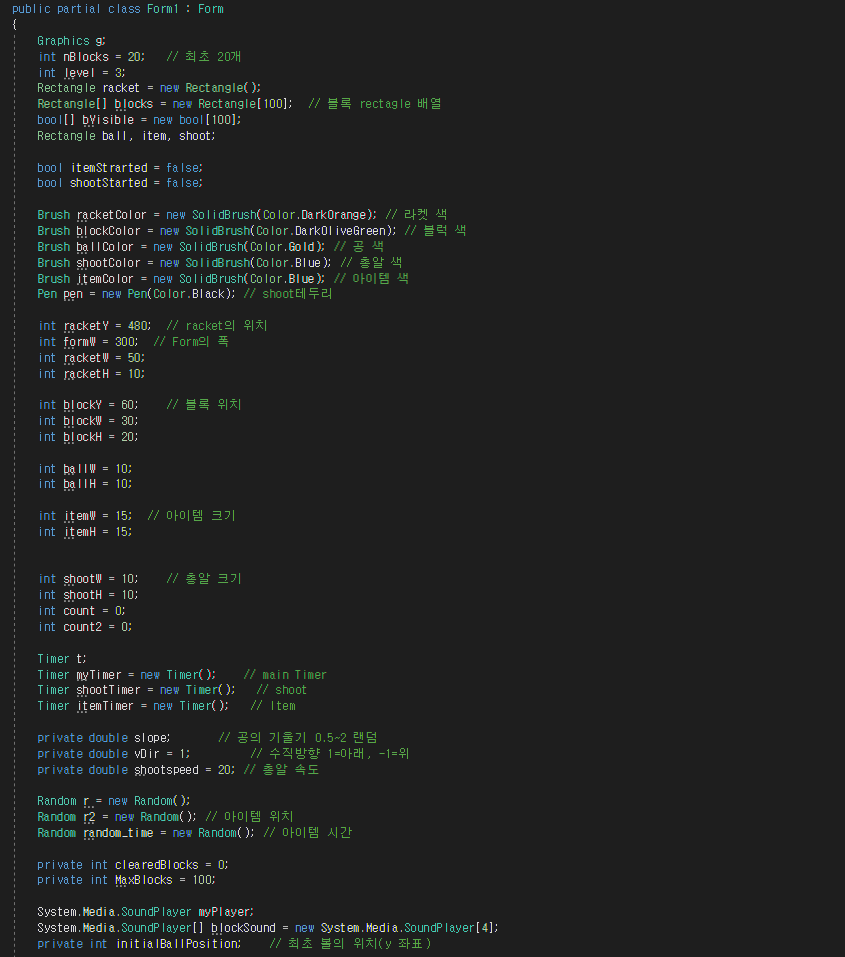 public partial class Form1 : Form
{
Graphics g;
int nBlocks = 20; // 최초 20개
int level = 3;
Rectangle racket = new Rectangle();
Rectangle[] blocks = new Rectangle[100]; // 블록 rectagle 배열
bool[] bVisible = new bool[100];
Rectangle ball, item, shoot;
bool itemStrarted = false;
bool shootStarted = false;
Brush racketColor = new SolidBrush(Color.DarkOrange); // 라켓 색
Brush blockColor = new SolidBrush(Color.DarkOliveGreen); // 블럭 색
Brush ballColor = new SolidBrush(Color.Gold); // 공 색
Brush shootColor = new SolidBrush(Color.Blue); // 총알 색
Brush itemColor = new SolidBrush(Color.Blue); // 아이템 색
Pen pen = new Pen(Color.Black); // shoot테두리
int racketY = 480; // racket의 위치
int formW = 300; // Form의 폭
int racketW = 50;
int racketH = 10;
int blockY = 60; // 블록 위치
int blockW = 30;
int blockH = 20;
int ballW = 10;
int ballH = 10;
int itemW = 15; // 아이템 크기
int itemH = 15;
int shootW = 10; // 총알 크기
int shootH = 10;
int count = 0;
int count2 = 0;
Timer t;
Timer myTimer = new Timer(); // main Timer
Timer shootTimer = new Timer(); // shoot
Timer itemTimer = new Timer(); // Item
private double slope; // 공의 기울기 0.5~2 랜덤
private double vDir = 1; // 수직방향 1=아래, -1=위
private double shootspeed = 20; // 총알 속도
Random r = new Random();
Random r2 = new Random(); // 아이템 위치
Random random_time = new Random(); // 아이템 시간
private int clearedBlocks = 0;
private int MaxBlocks = 100;
System.Media.SoundPlayer myPlayer;
System.Media.SoundPlayer[] blockSound = new System.Media.SoundPlayer[4];
private int initialBallPosition; // 최초 볼의 위치(y 좌표)